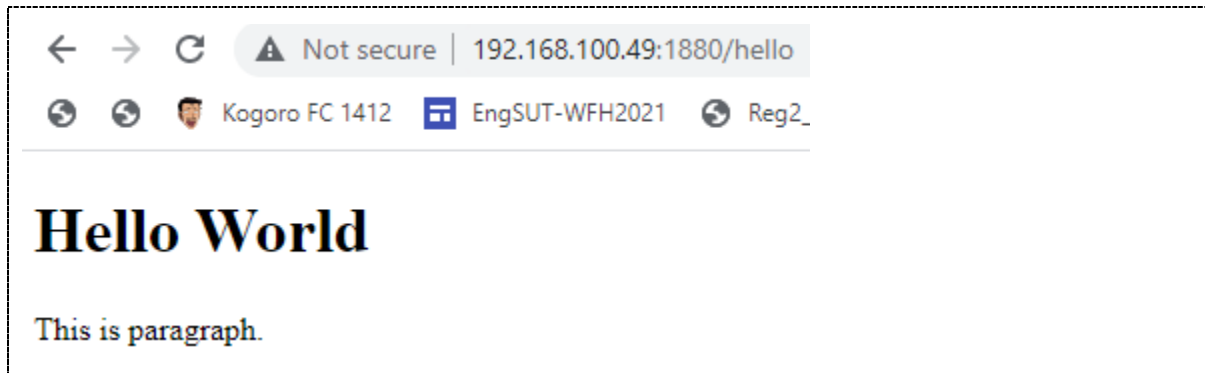 Not secure | 192.168.100.49:1880/hello
Kogoro FC 1412 EngSUT-WFH2021 Reg2_
Hello World
This is paragraph.